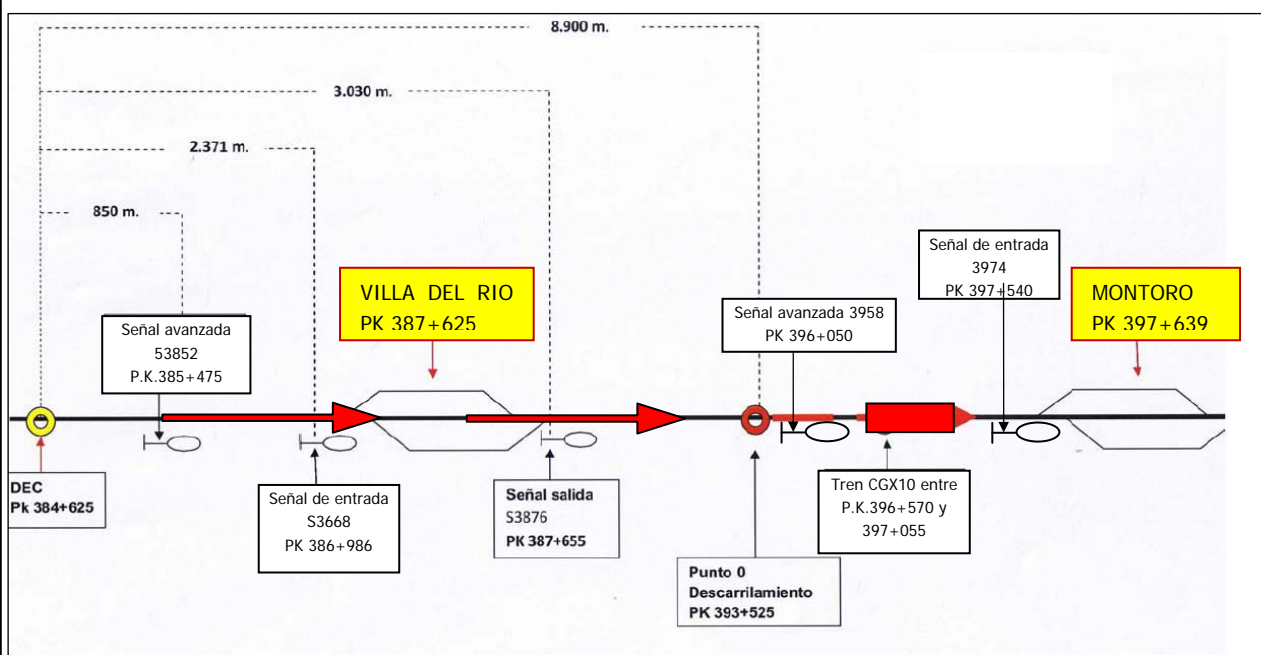 8.900 m.
3.030 m.
2.371 m.
850 m.
Señal avanzada
53852
P.K.385+475
VILLA DEL RIO
PK 387+625
Señal avanzada 3958
PK 396+050
Señal de entrada
3974
PK 397+540
MONTORO
PK 397+639
DEC
Pk 384+625
Señal de entrada
S3668
PK 386+986
Señal salida
S3876
PK 387+655
Punto 0
Descarrilamiento
PK 393+525
Tren CGX10 entre
P.K.396+570 y
397+055